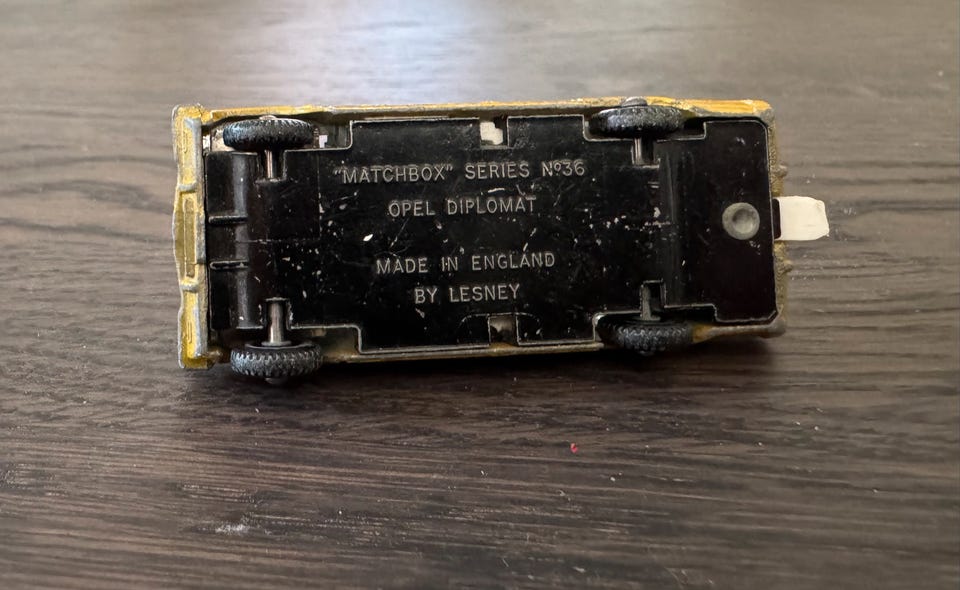 "MATCHBOX" SERIES Nº36
OPEL DIPLOMAT
MADE IN ENGLAND
BY LESNEY